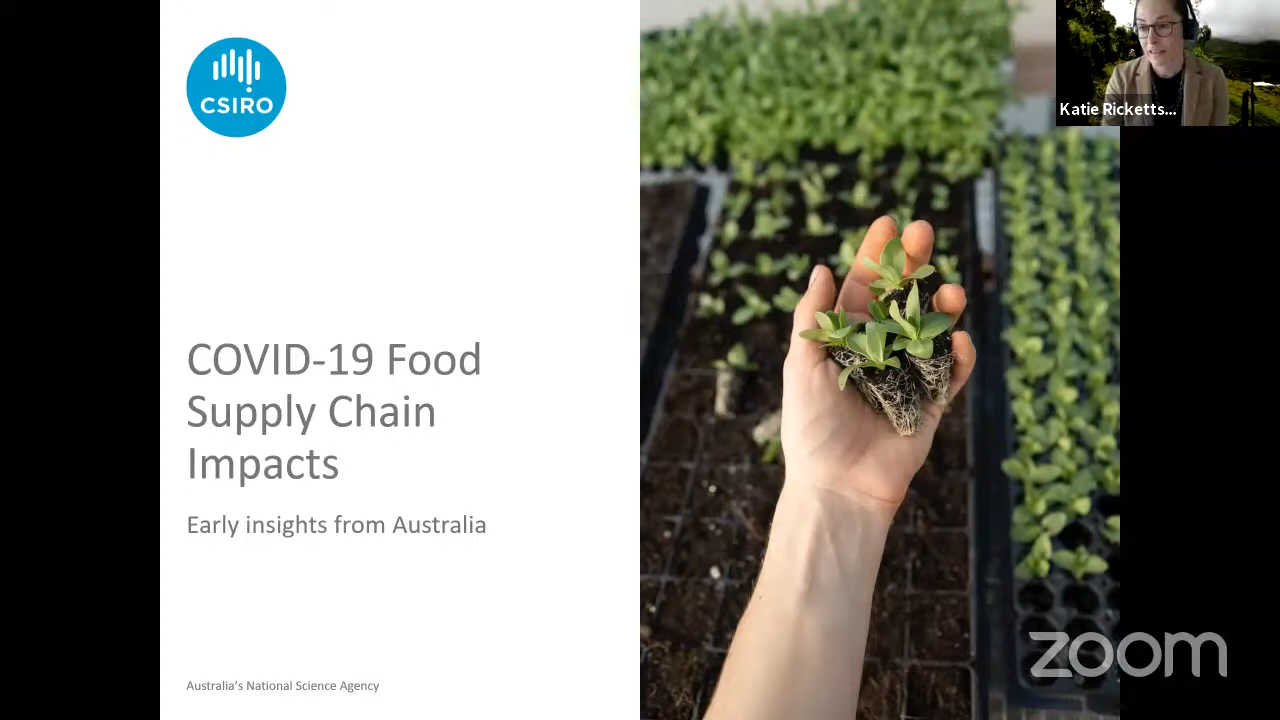 CSIRO
Katie Ricketts...
COVID-19 Food
Supply Chain
Impacts
Early insights from Australia
Australia's National Science Agency
zoom